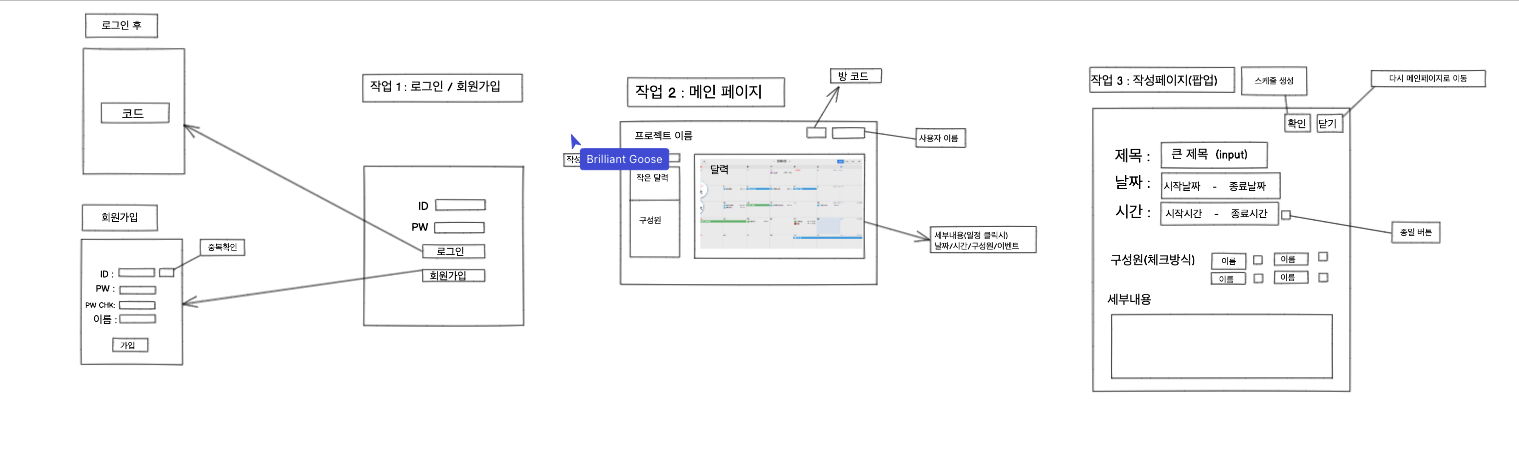 로그인 후
코드
회원가입
중복확인
ID :
PW :
PW CHK:
이름 :
가입
작업 1 : 로그인 / 회원가입
ID
PW
로그인
회원가입
작업 2 : 메인 페이지
방 코드
프로젝트 이름
사용자 이름
Brilliant Goose
작은 달력
구성원
달력
세부내용(일정 클릭시)
날짜/시간/구성원/이벤트
작업 3 : 작성페이지(팝업)
스케줄 생성
다시 메인페이지로 이동
확인
닫기
제목 : 큰 제목 (input)
날짜 : 시작날짜 - 종료날짜
시간 : 시작시간 - 종료시간
종일 버튼
구성원(체크방식) 이름 이름
이름 이름
세부내용